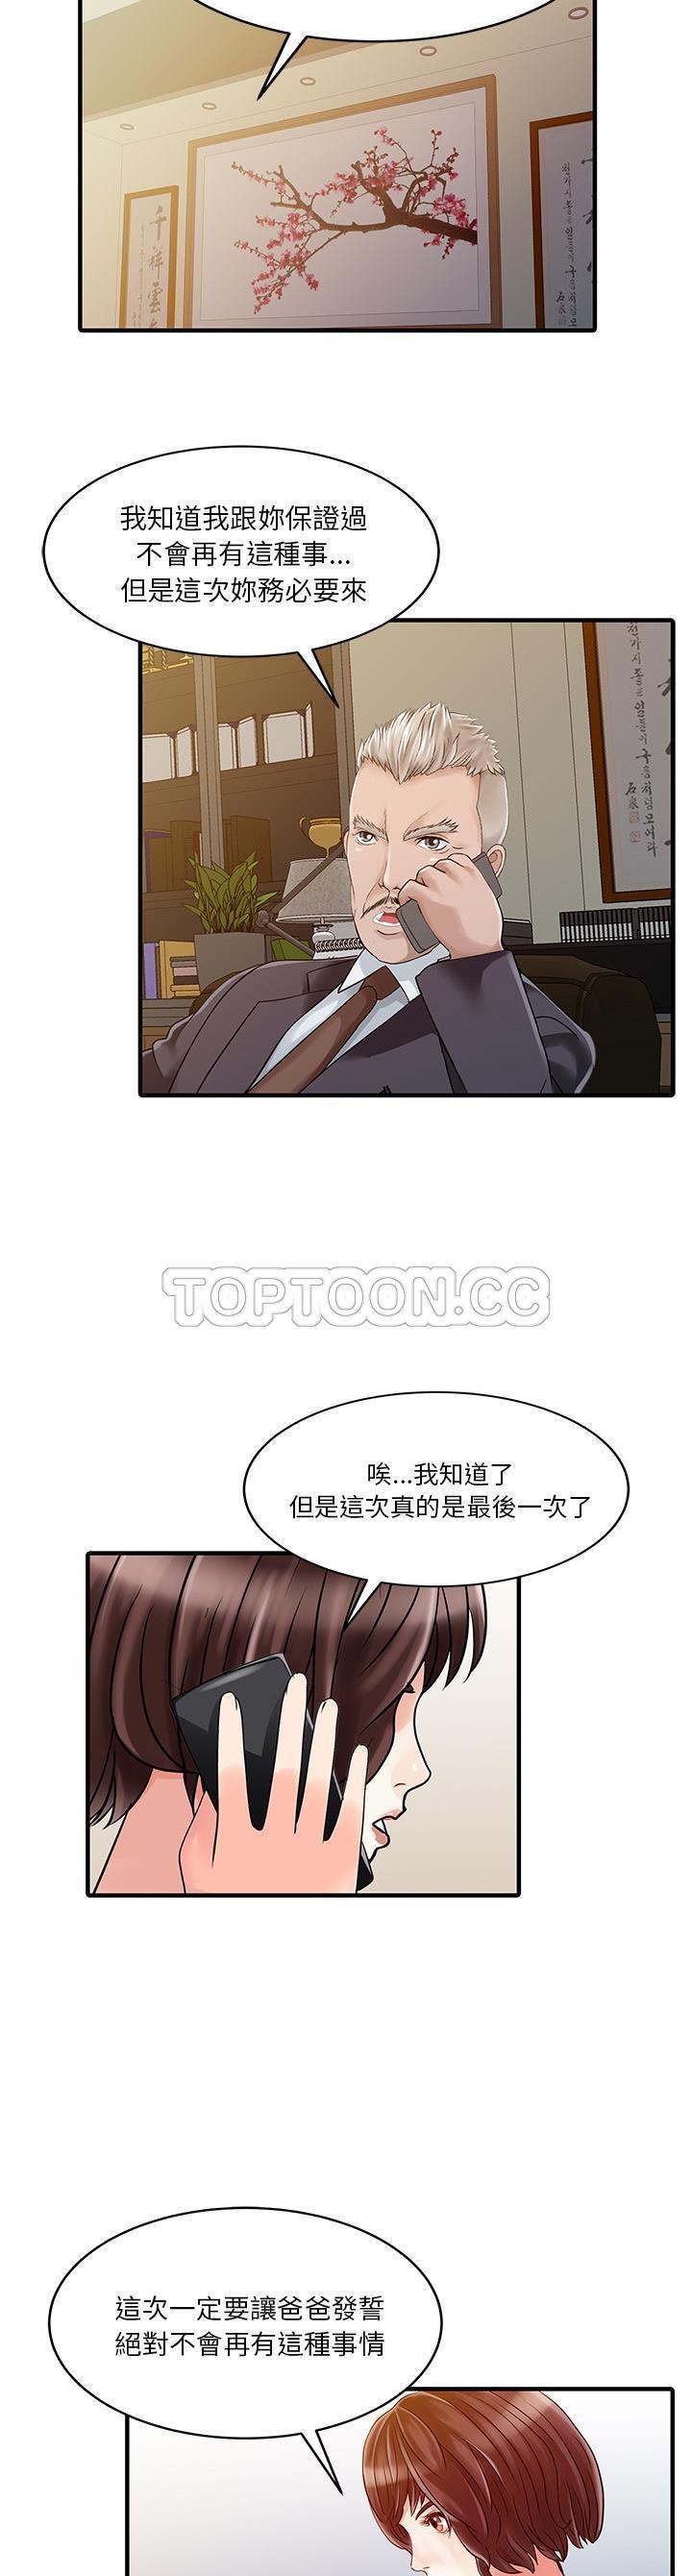 千祥雲
我知道我跟妳保證過
不會再有這種事...
但是這次妳務必要來
TOPTOON.CC
唉...我知道了
但是這次真的是最後一次了
這次一定要讓爸爸發誓
絕對不會再有這種事情